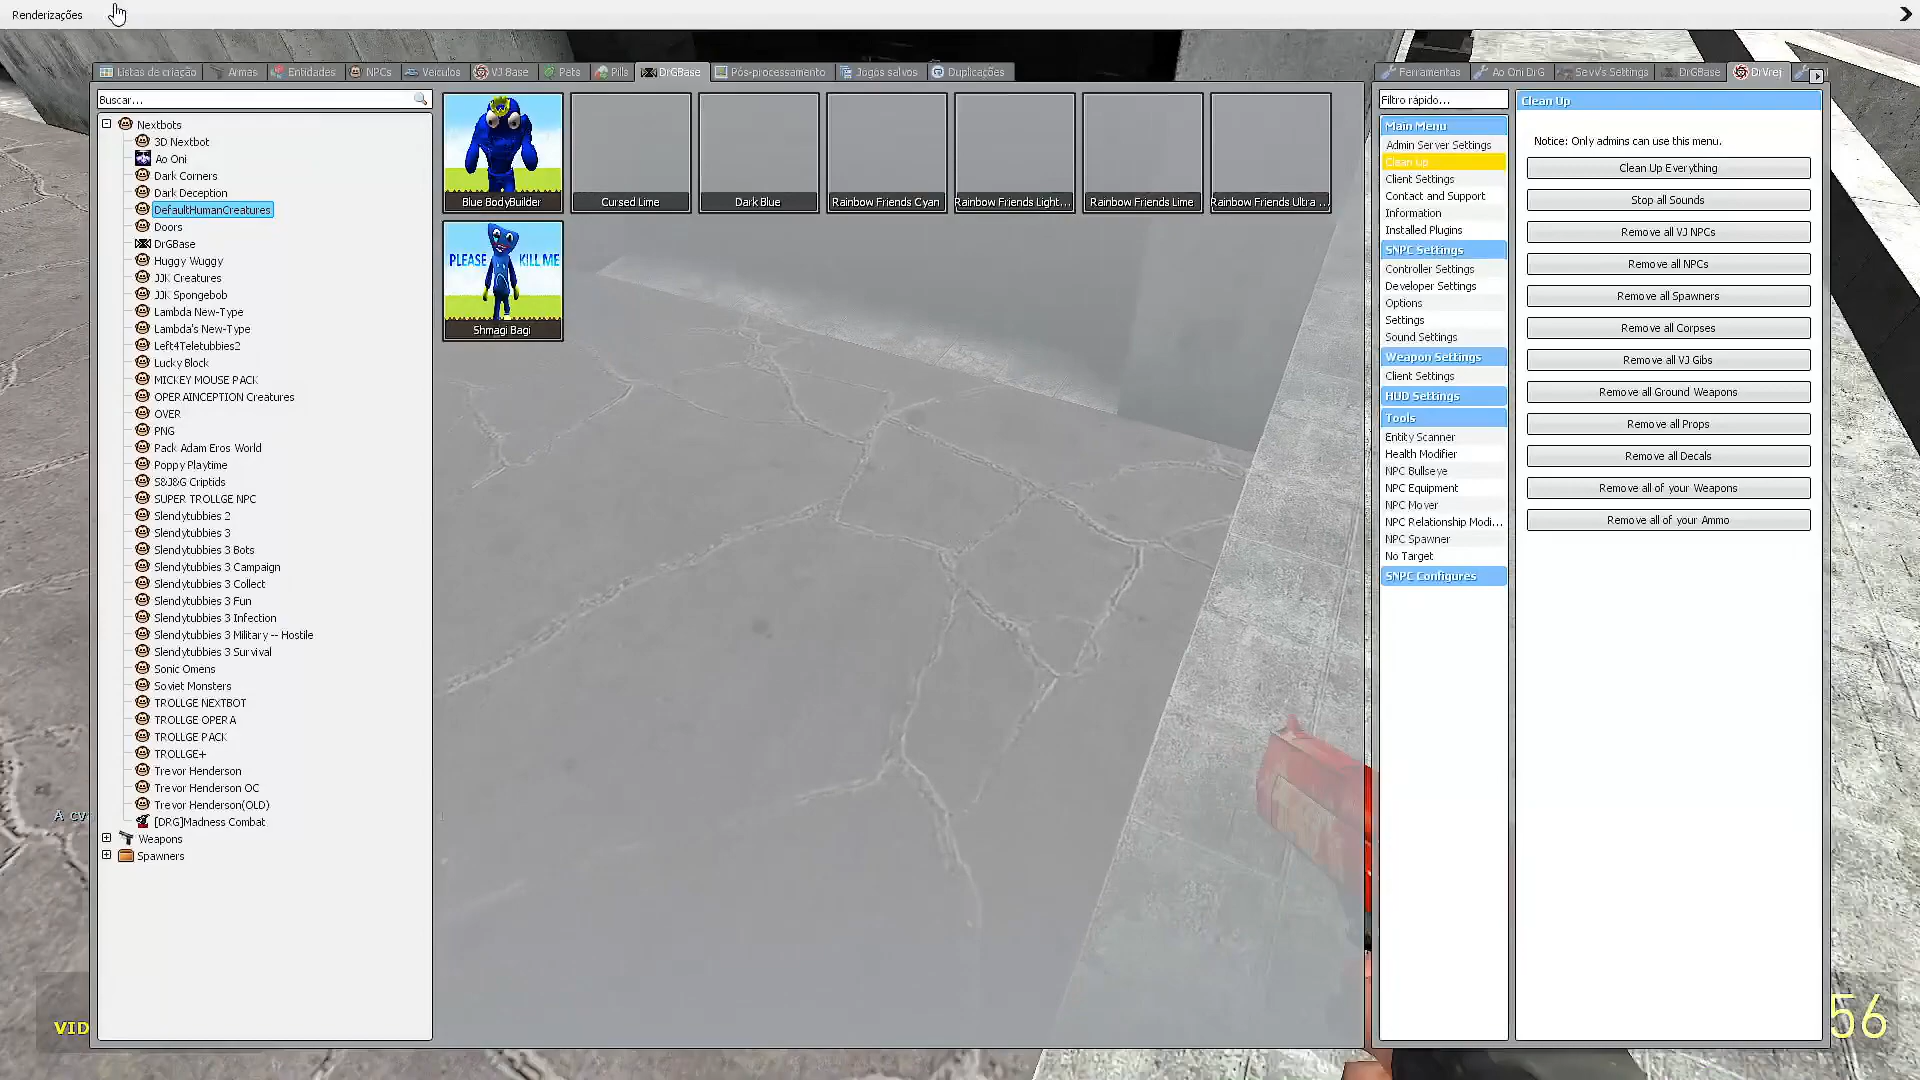 Renderizações
Listas de criação
Armas
Entidades
NPCs
Veículos
VJ Base
Pets
Pills
DrGBase
Pós-processamento
Jogos salvos
Duplicações
Ferramentas
Ao Oni DrG
Sevv's Settings
DrGBase
DrVrej
Buscar...
Nextbots
3D Nextbot
Ao Oni
Dark Corners
Dark Deception
DefaultHumanCreatures
Doors
DrGBase
Huggy Wuggy
JJK Creatures
JJK Spongebob
Lambda New-Type
Lambda's New-Type
Left4Teletubbies2
Lucky Block
MICKEY MOUSE PACK
OPERAINCEPTION Creatures
OVER
PNG
Pack Adam Eros World
Poppy Playtime
S&J&G Criptids
SUPER TROLLGE NPC
Slendytubbies 2
Slendytubbies 3
Slendytubbies 3 Bots
Slendytubbies 3 Campaign
Slendytubbies 3 Collect
Slendytubbies 3 Fun
Slendytubbies 3 Infection
Slendytubbies 3 Military -- Hostile
Slendytubbies 3 Survival
Sonic Omens
Soviet Monsters
TROLLGE NEXTBOT
TROLLGE OPERA
TROLLGE PACK
TROLLGE+
Trevor Henderson
Trevor Henderson OC
Trevor Henderson(OLD)
[DRG]Madness Combat
Weapons
Spawners
Blue BodyBuilder
Cursed Lime
Dark Blue
Rainbow Friends Cyan
Rainbow Friends Light...
Rainbow Friends Lime
Rainbow Friends Ultra ...
PLEASE KILL ME
Shmagi Bagi
Filtro rápido...
Main Menu
Admin Server Settings
Clean Up
Client Settings
Contact and Support
Information
Installed Plugins
SNPC Settings
Controller Settings
Developer Settings
Options
Settings
Sound Settings
Weapon Settings
Client Settings
HUD Settings
Tools
Entity Scanner
Health Modifier
NPC Bullseye
NPC Equipment
NPC Mover
NPC Relationship Modi...
NPC Spawner
No Target
SNPC Configures
Clean Up
Notice: Only admins can use this menu.
Clean Up Everything
Stop all Sounds
Remove all VJ NPCs
Remove all NPCs
Remove all Spawners
Remove all Corpses
Remove all VJ Gibs
Remove all Ground Weapons
Remove all Props
Remove all Decals
Remove all of your Weapons
Remove all of your Ammo
A cv
VID
56